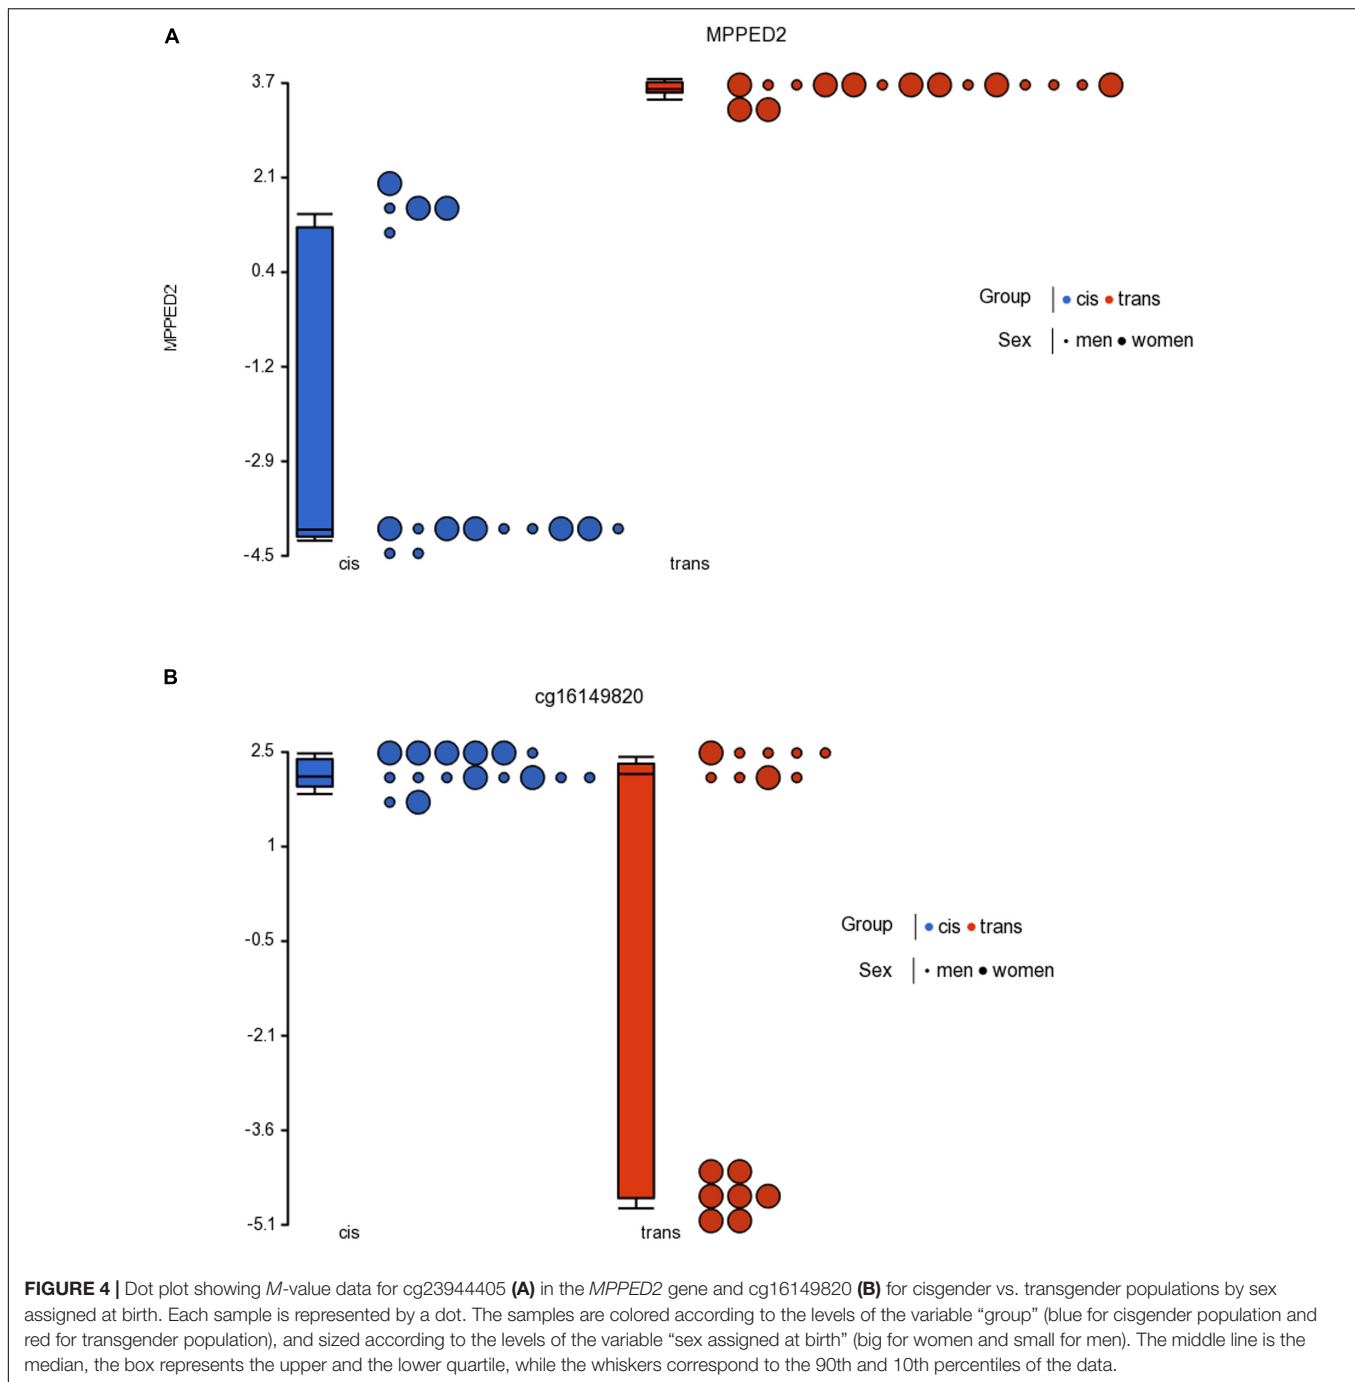 A
MPPED2
3.7
2.1
0.4
-1.2
-2.9
-4.5
MPPED2
cis
trans
Group cis trans
Sex men women
B
cg16149820
2.5
1
-0.5
-2.1
-3.6
-5.1
cis
trans
Group cis trans
Sex men women
FIGURE 4 | Dot plot showing M-value data for cg23944405 (A) in the MPPED2 gene and cg16149820 (B) for cisgender vs. transgender populations by sex
assigned at birth. Each sample is represented by a dot. The samples are colored according to the levels of the variable “group” (blue for cisgender population and
red for transgender population), and sized according to the levels of the variable “sex assigned at birth” (big for women and small for men). The middle line is the
median, the box represents the upper and the lower quartile, while the whiskers correspond to the 90th and 10th percentiles of the data.